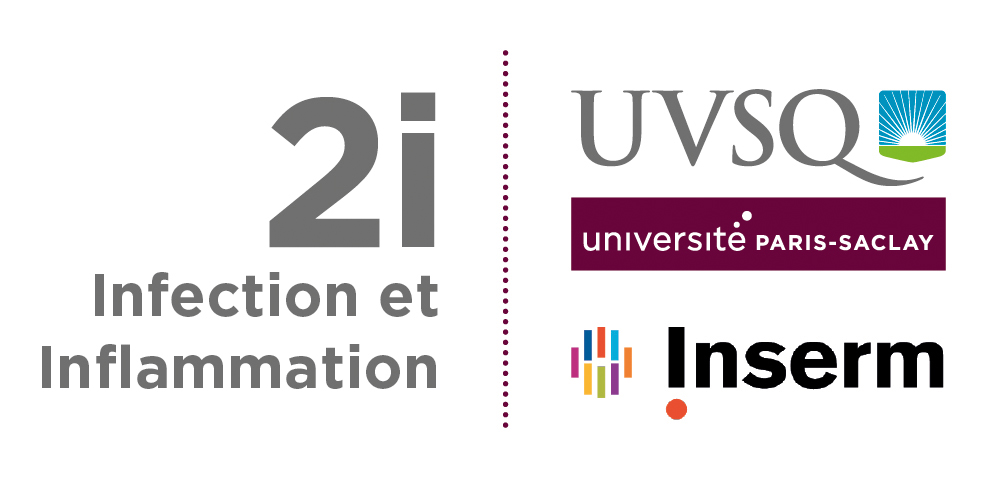 2i
Infection et
Inflammation
UVSQ
université PARIS-SACLAY
Inserm